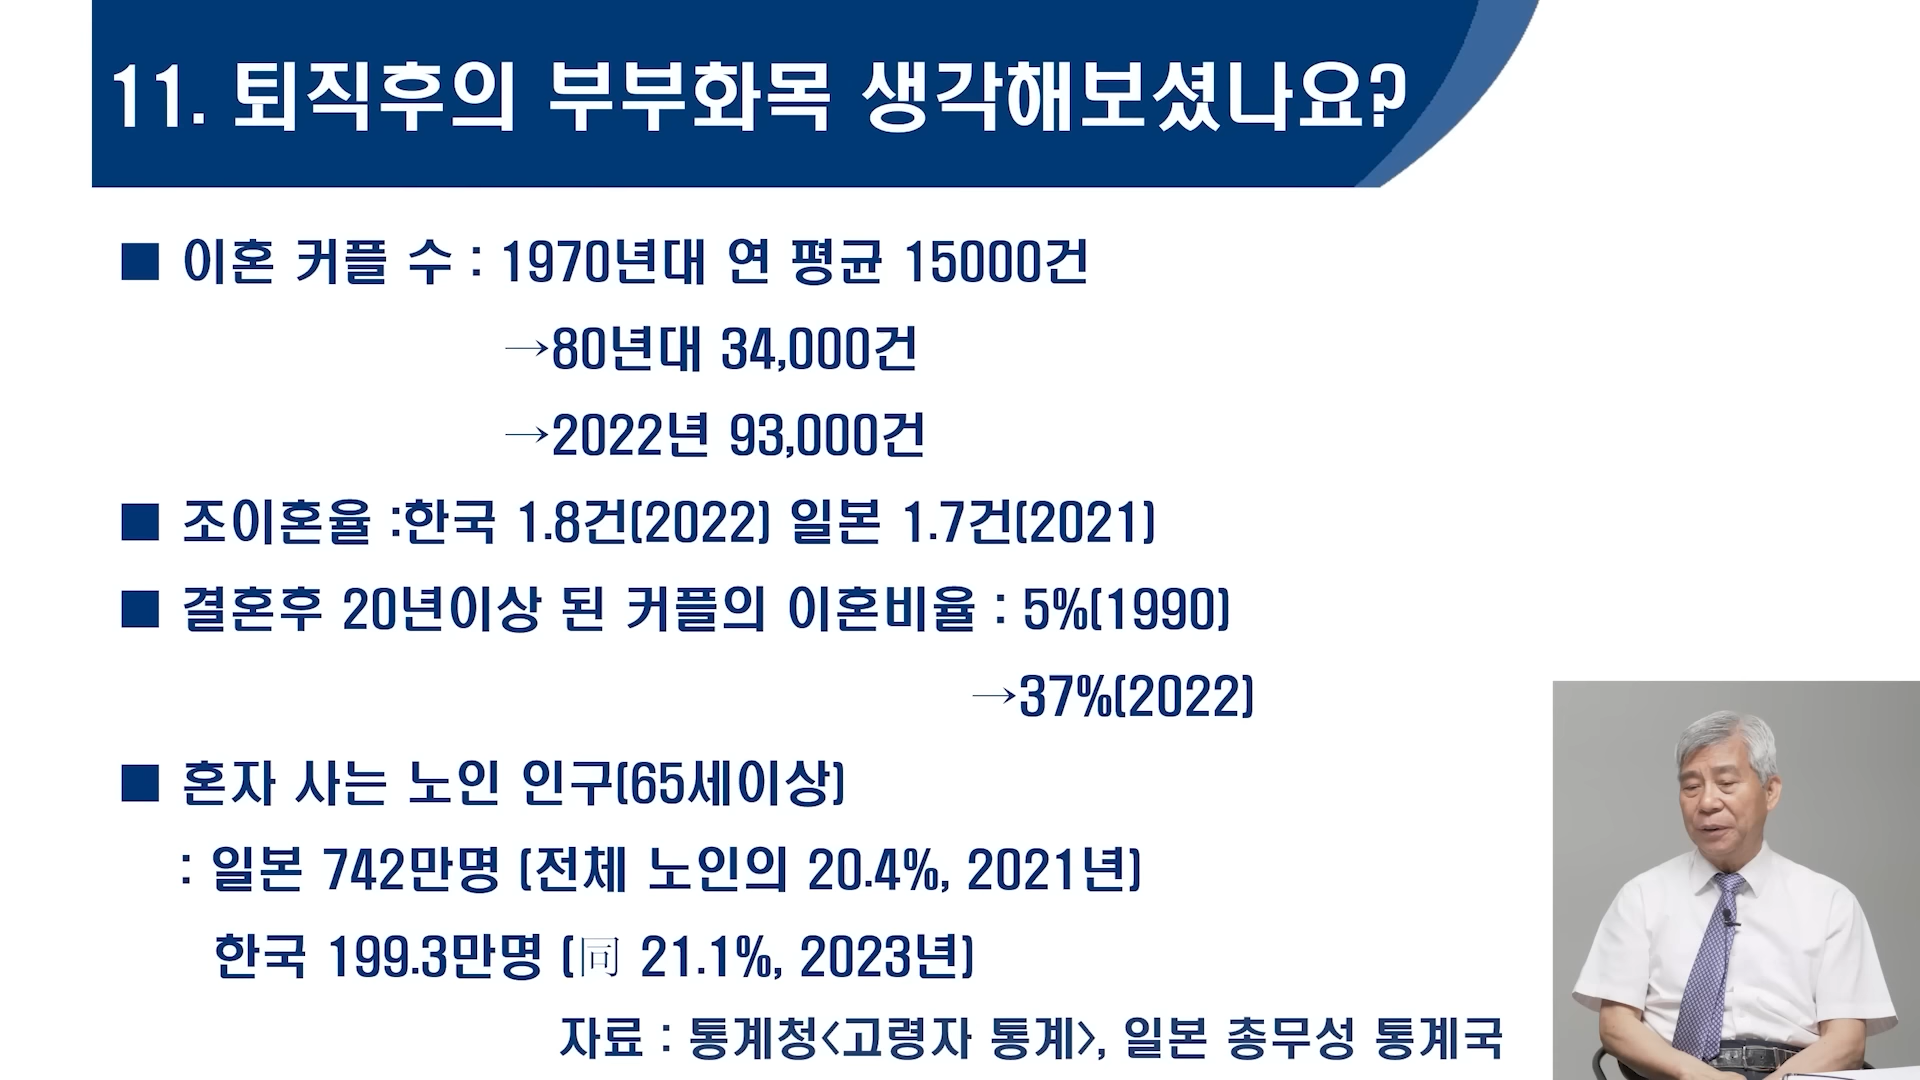 11. 퇴직후의 부부화목 생각해보셨나요?
■ 이혼 커플 수 : 1970년대 연 평균 15000건
→80년대 34,000건
→2022년 93,000건
■ 조이혼율 :한국 1.8건(2022) 일본 1.7건(2021)
■ 결혼후 20년이상 된 커플의 이혼비율 : 5%(1990)
→37%(2022)
■ 혼자 사는 노인 인구(65세이상)
: 일본 742만명 (전체 노인의 20.4%, 2021년)
한국 199.3만명 (同 21.1%, 2023년)
자료 : 통계청<고령자 통계>, 일본 총무성 통계국